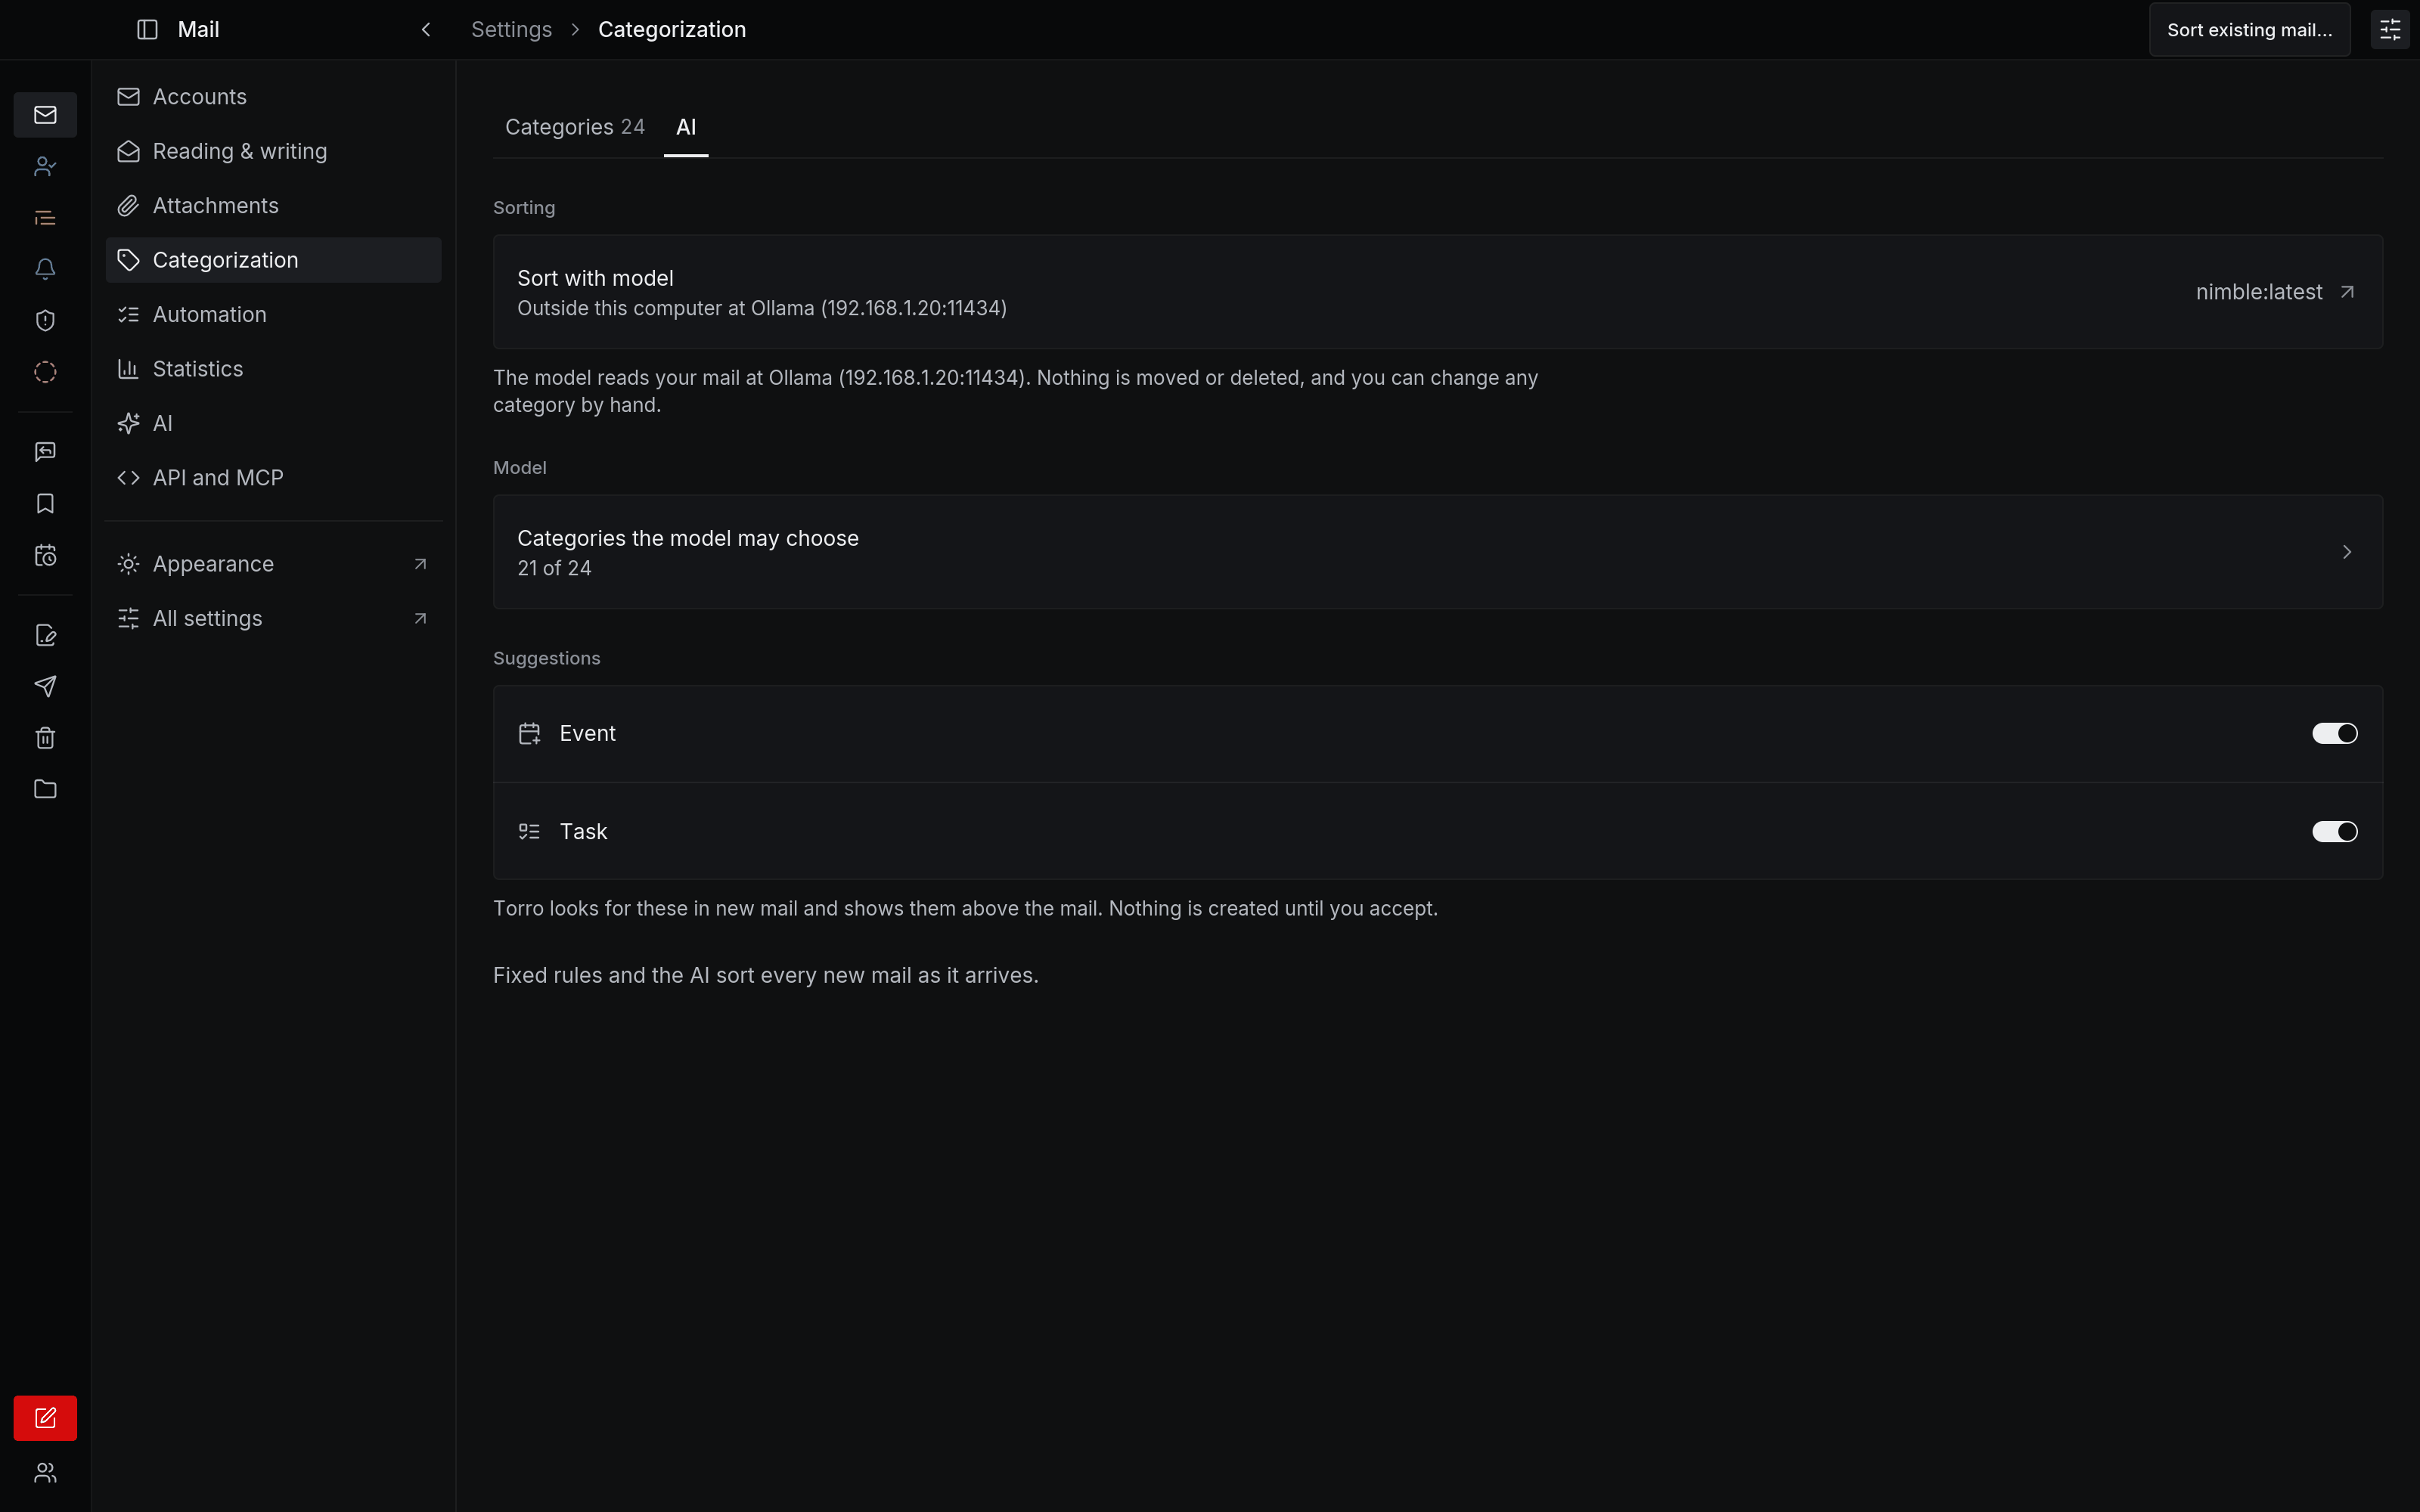 Mail
Settings > Categorization
Sort existing mail...
Accounts
Reading & writing
Attachments
Categorization
Automation
Statistics
AI
API and MCP
Appearance
All settings
Categories 24
AI
Sorting
Sort with model
Outside this computer at Ollama (192.168.1.20:11434)
nimble:latest
The model reads your mail at Ollama (192.168.1.20:11434). Nothing is moved or deleted, and you can change any
category by hand.
Model
Categories the model may choose
21 of 24
Suggestions
Event
Task
Torro looks for these in new mail and shows them above the mail. Nothing is created until you accept.
Fixed rules and the AI sort every new mail as it arrives.